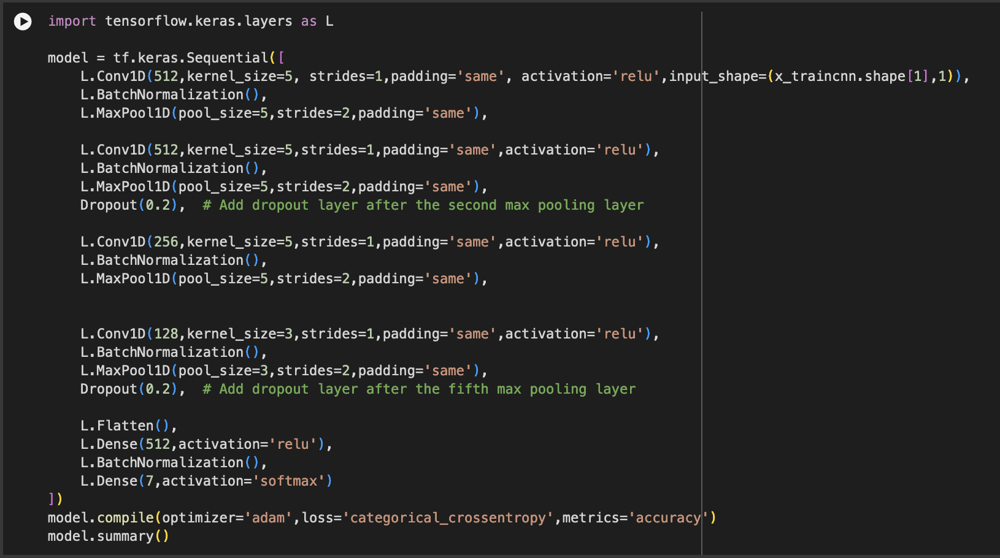 import tensorflow.keras.layers as L
model = tf.keras.Sequential([
L.Conv1D(512,kernel_size=5, strides=1,padding='same', activation='relu',input_shape=(x_traincnn.shape[1],1)),
L.BatchNormalization(),
L.MaxPool1D(pool_size=5,strides=2,padding='same'),
L.Conv1D(512,kernel_size=5,strides=1,padding='same',activation='relu'),
L.BatchNormalization(),
L.MaxPool1D(pool_size=5,strides=2,padding='same'),
Dropout(0.2),  # Add dropout layer after the second max pooling layer
L.Conv1D(256,kernel_size=5,strides=1,padding='same',activation='relu'),
L.BatchNormalization(),
L.MaxPool1D(pool_size=5,strides=2,padding='same'),
L.Conv1D(128,kernel_size=3,strides=1,padding='same',activation='relu'),
L.BatchNormalization(),
L.MaxPool1D(pool_size=3,strides=2,padding='same'),
Dropout(0.2),  # Add dropout layer after the fifth max pooling layer
L.Flatten(),
L.Dense(512,activation='relu'),
L.BatchNormalization(),
L.Dense(7,activation='softmax')
])
model.compile(optimizer='adam',loss='categorical_crossentropy',metrics='accuracy')
model.summary()